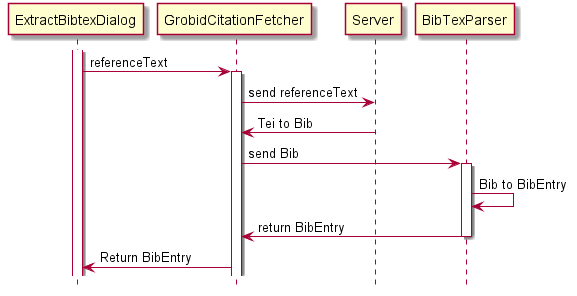 ExtractBibtexDialog
GrobidCitationFetcher
Server
BibTexParser
referenceText
send referenceText
Tei to Bib
send Bib
Bib to BibEntry
return BibEntry
Return BibEntry